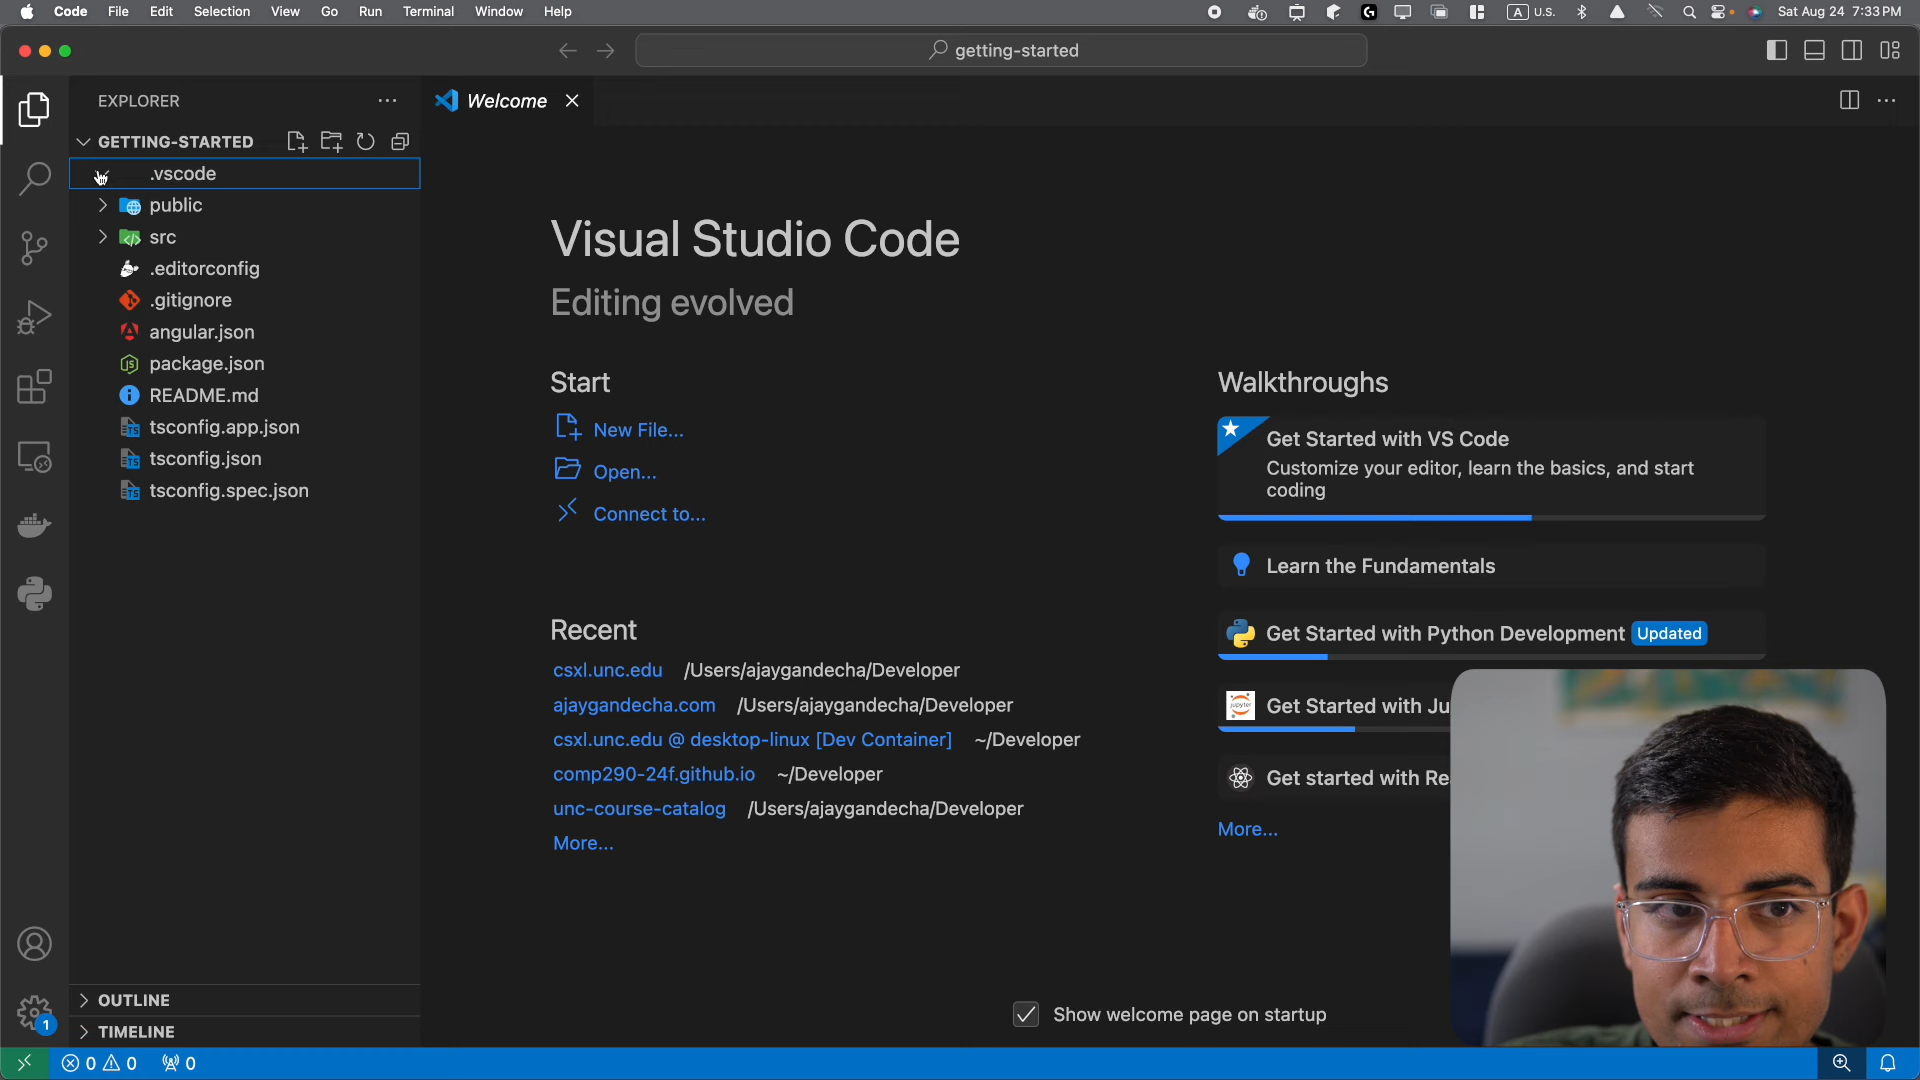 Code File Edit Selection View Go Run Terminal Window Help
A U.S. Sat Aug 24 7:33 PM
getting-started
EXPLORER
Welcome
GETTING-STARTED
.vscode
public
src
.editorconfig
.gitignore
angular.json
package.json
README.md
tsconfig.app.json
tsconfig.json
tsconfig.spec.json
OUTLINE
TIMELINE
Visual Studio Code
Editing evolved
Start
New File...
Open...
Connect to...
Recent
csxl.unc.edu /Users/ajaygandecha/Developer
ajaygandecha.com /Users/ajaygandecha/Developer
csxl.unc.edu @ desktop-linux [Dev Container] ~/Developer
comp290-24f.github.io ~/Developer
unc-course-catalog /Users/ajaygandecha/Developer
More...
Walkthroughs
Get Started with VS Code
Customize your editor, learn the basics, and start
coding
Learn the Fundamentals
Get Started with Python Development Updated
jupyter
Get Started with Ju
Get started with Re
More...
Show welcome page on startup
1
0 0 0